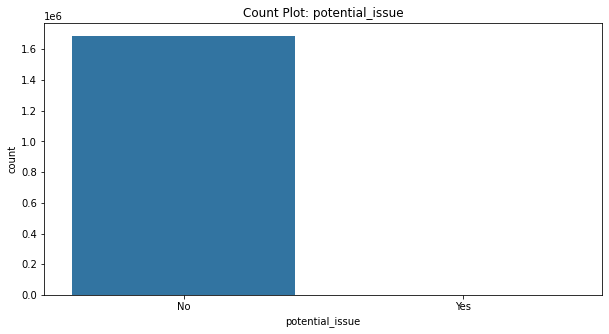 Count Plot: potential_issue
1e6
1.6
1.4
1.2
1.0
0.8
0.6
0.4
0.2
0.0
count
No Yes
potential_issue